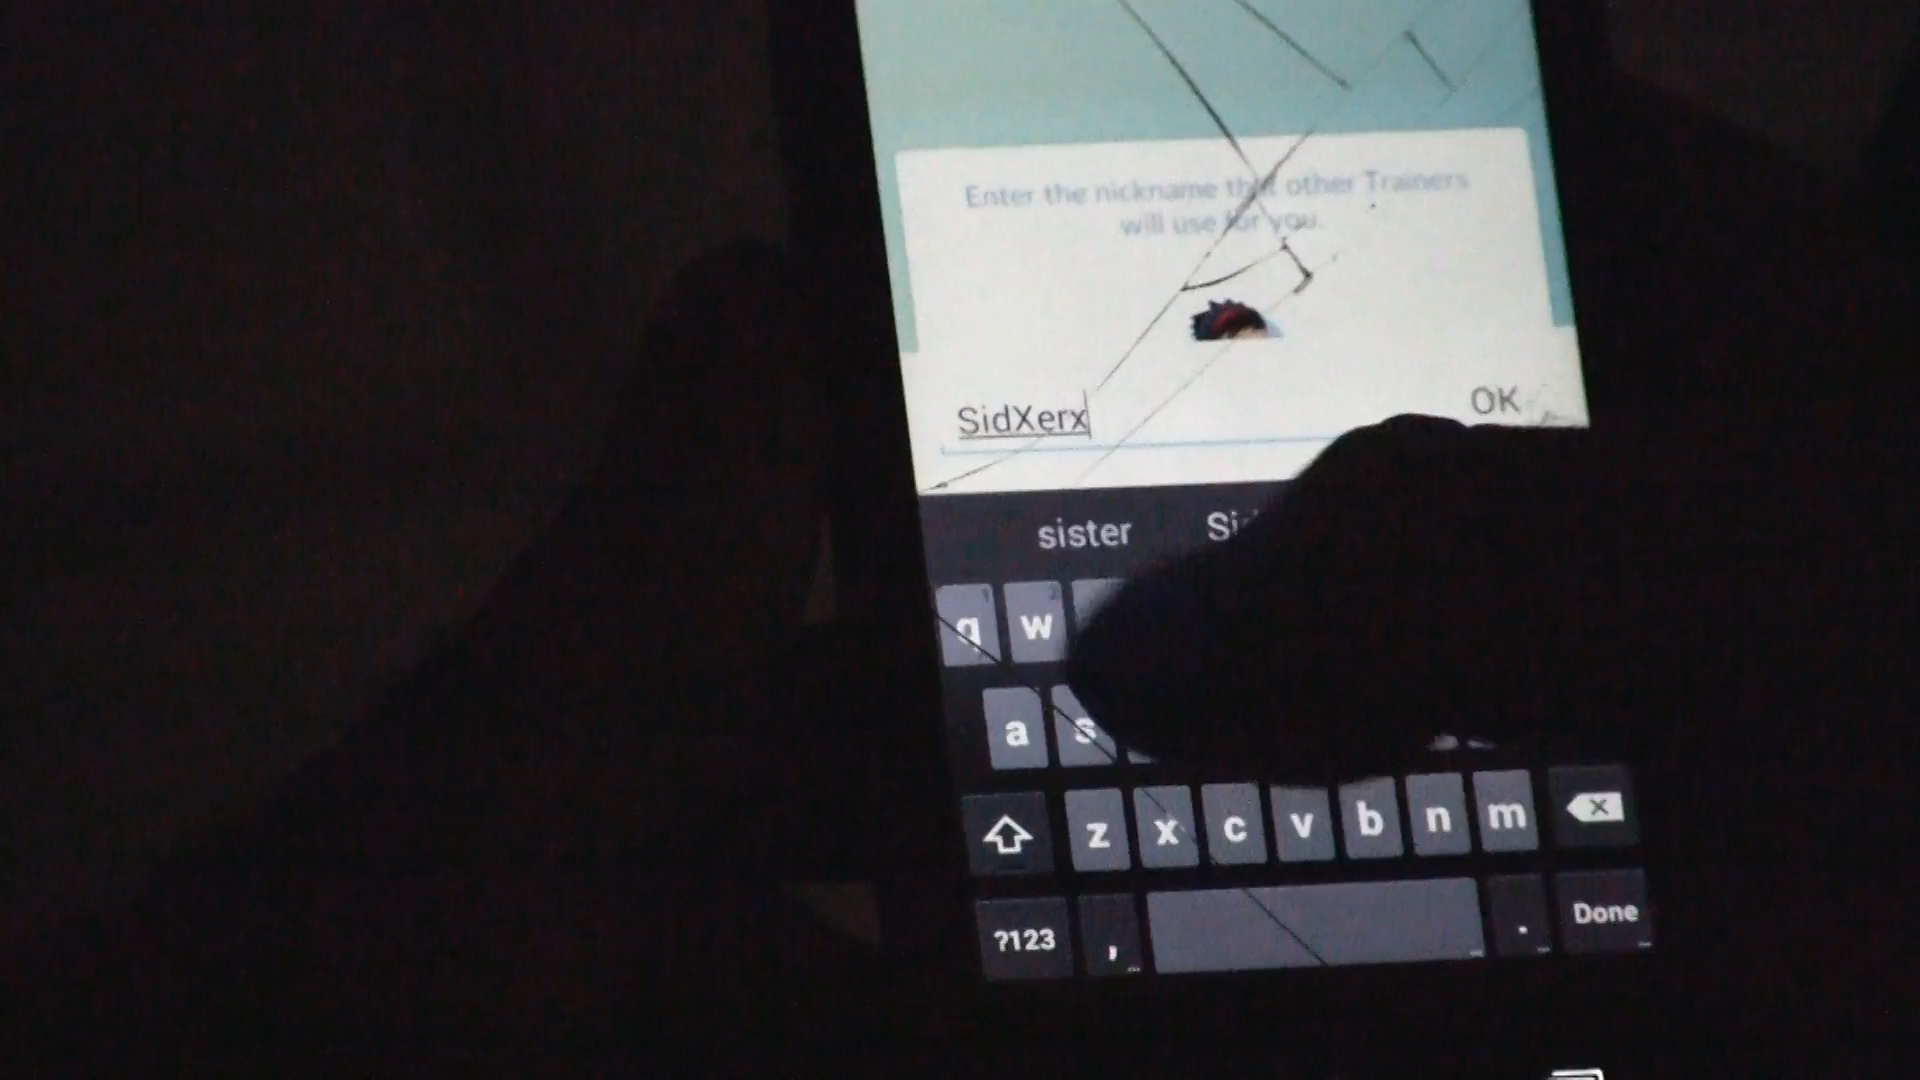 Enter the nickname that other Trainers
will use for you.
SidXerx
OK
sister
q w
a s
z x c v b n m
?123 , . Done